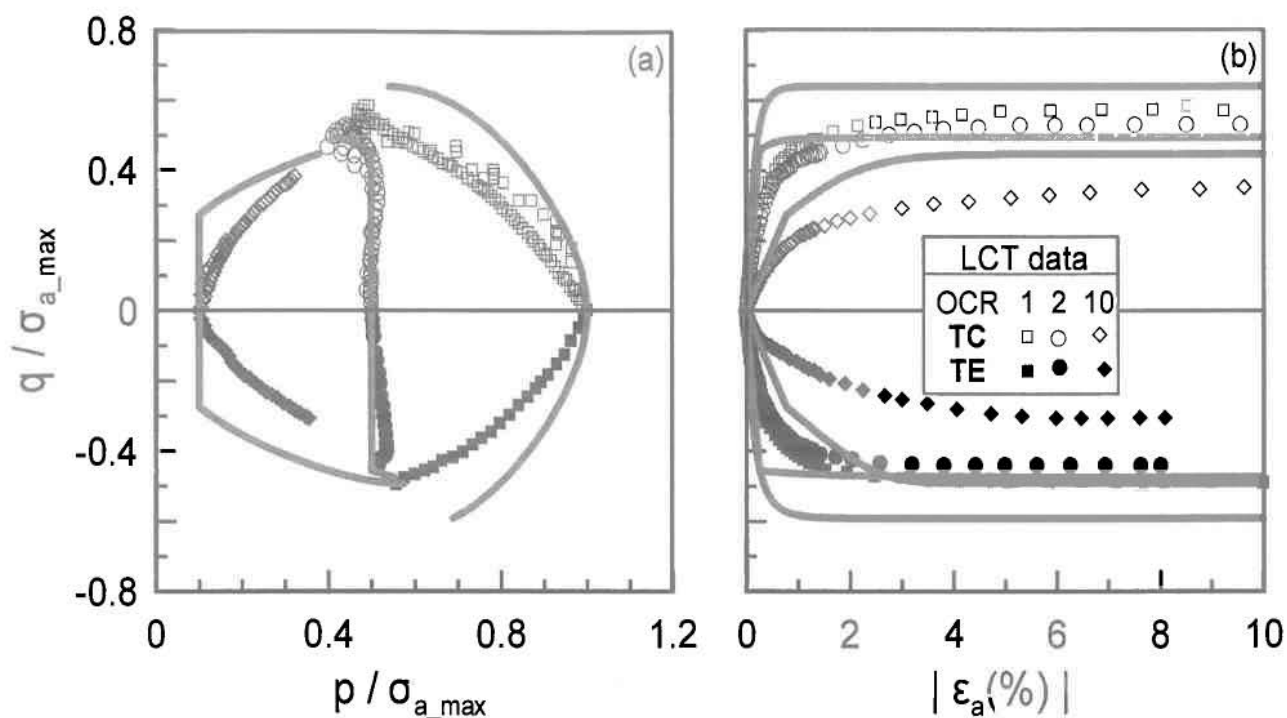 (a)
0.8
0.4
0
-0.4
-0.8
q / σa_max
0
0.4
0.8
1.2
p / σa_max
(b)
LCT data
OCR 1 2 10
TC
TE
0
2
4
6
8
10
| εa(%) |